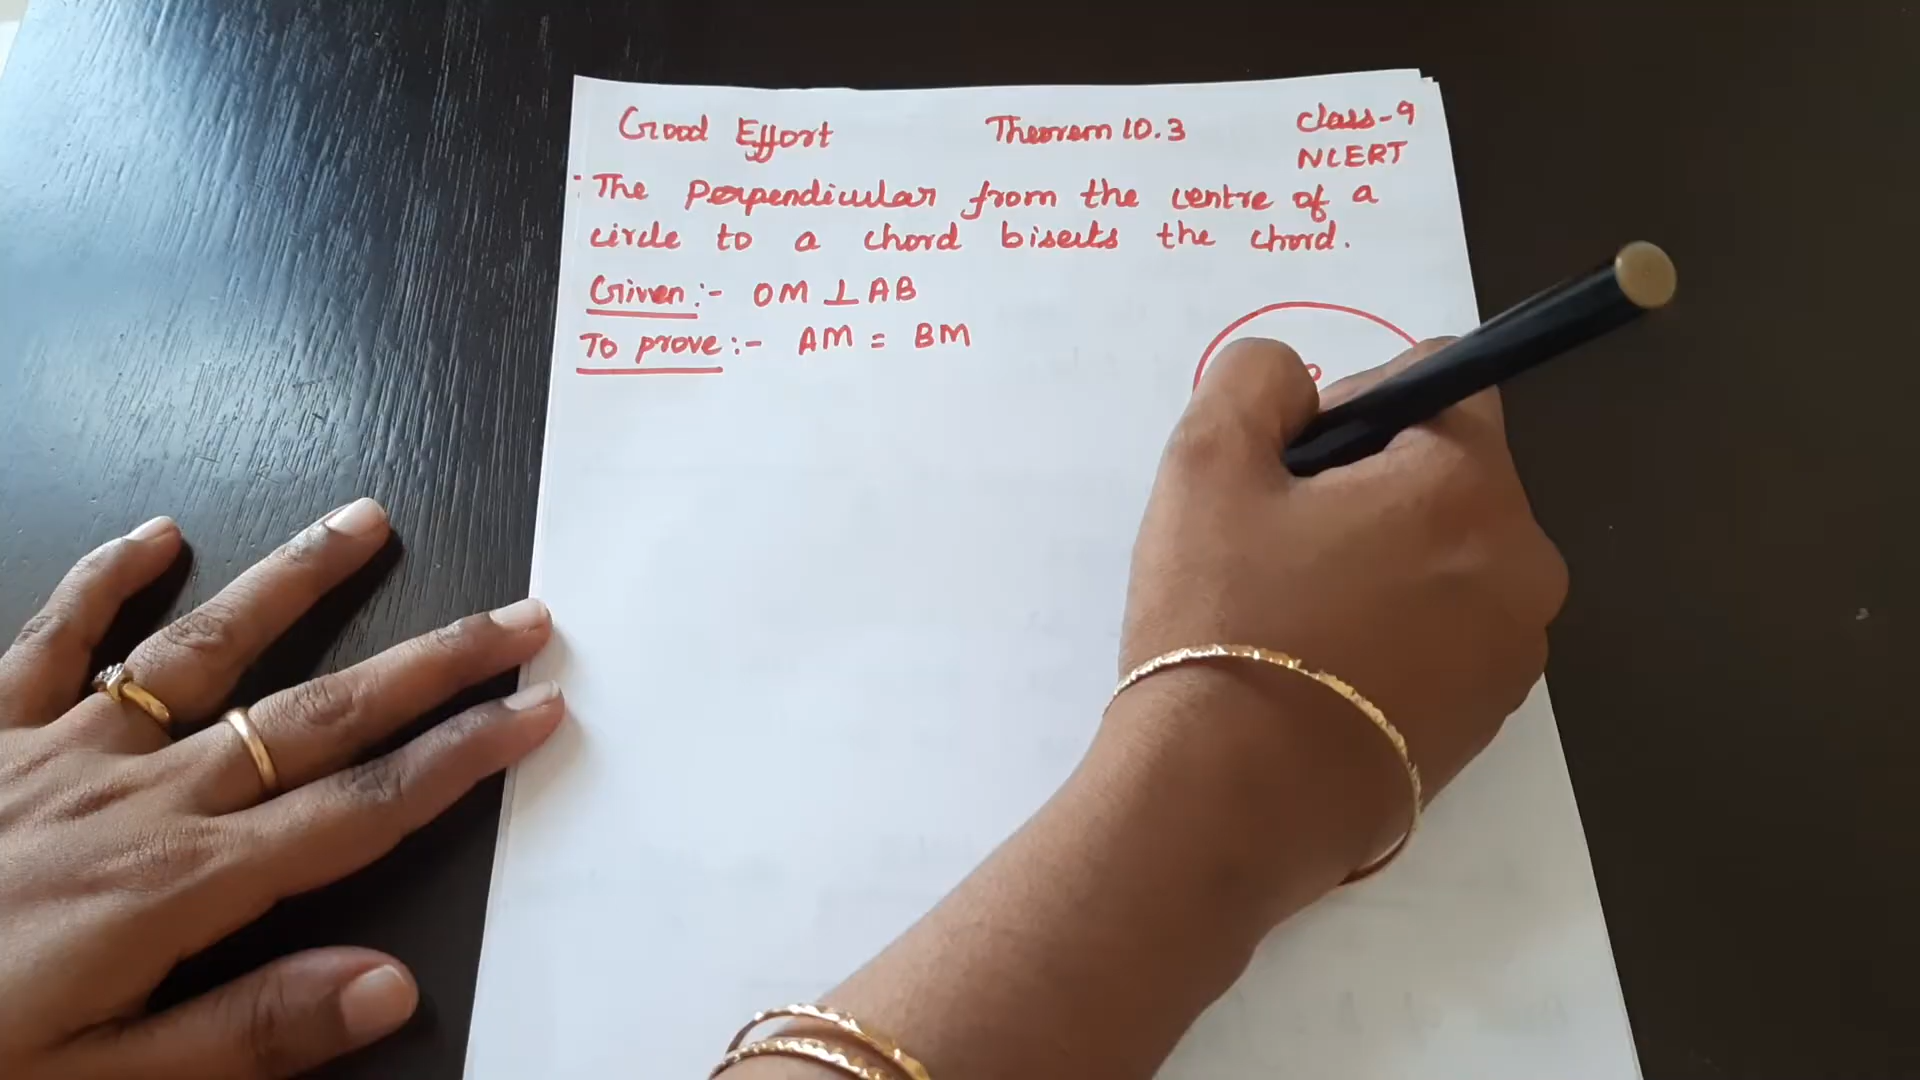 Good Effort Theorem 10.3 class-9
NCERT
The Perpendicular from the centre of a
circle to a chord bisects the chord.
Given :- OM ⊥ AB
To prove :- AM = BM